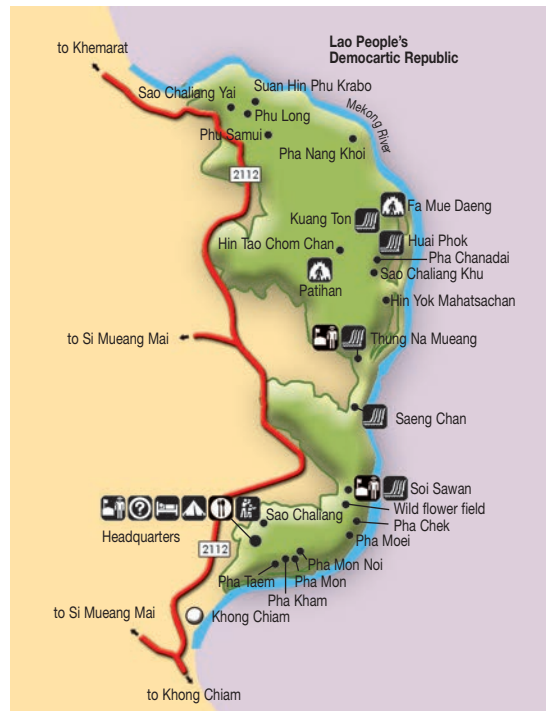 Lao People's
Democartic Republic
to Khemarat
Suan Hin Phu Krabo
Sao Chaliang Yai
Phu Long
Mekong River
Phu Samui
Pha Nang Khoi
2112
Fa Mue Daeng
Kuang Ton
Huai Phok
Hin Tao Chom Chan
Pha Chanadai
Sao Chaliang Khu
Patihan
Hin Yok Mahatsachan
to Si Mueang Mai
Thung Na Mueang
Saeng Chan
Soi Sawan
Wild flower field
Sao Chaliang
Pha Chek
Headquarters
Pha Moei
2112
Pha Mon Noi
Pha Taem
Pha Mon
Pha Kham
to Si Mueang Mai
Khong Chiam
to Khong Chiam